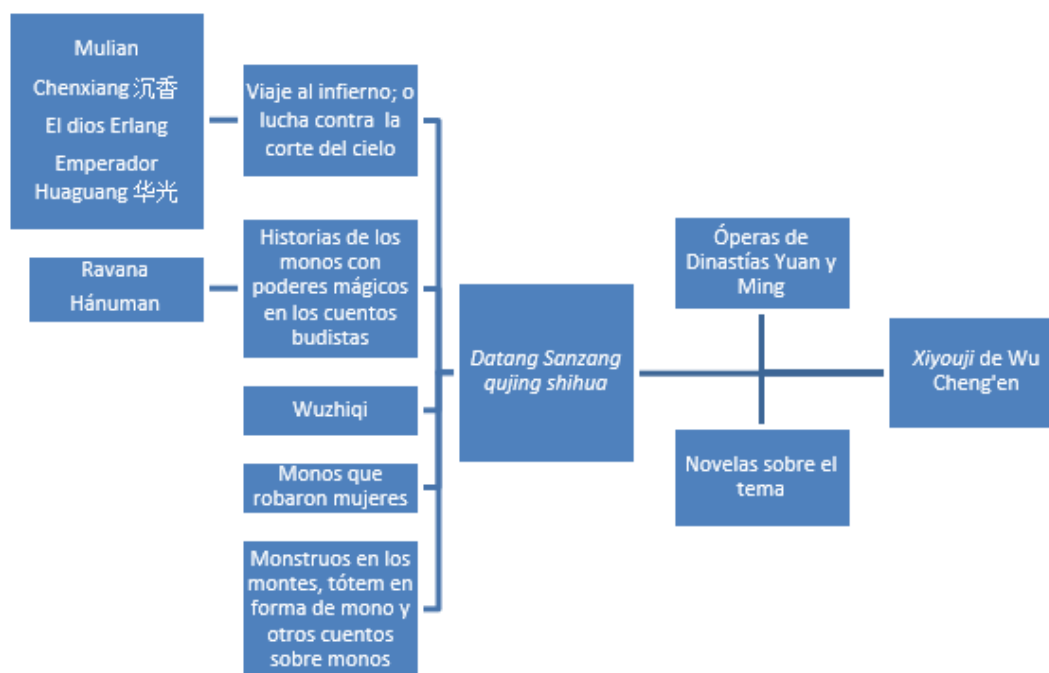 Mulian
Chenxiang 沉香
El dios Erlang
Emperador
Huaguang 华光
Viaje al infierno; o
lucha contra la
corte del cielo
Ravana
Hánuman
Historias de los
monos con
poderes mágicos
en los cuentos
budistas
Wuzhiqi
Monos que
robaron mujeres
Monstruos en los
montes, tótem en
forma de mono y
otros cuentos
sobre monos
Datang Sanzang
qujing shihua
Óperas de
Dinastías Yuan y
Ming
Novelas sobre el
tema
Xiyouji de Wu
Cheng'en